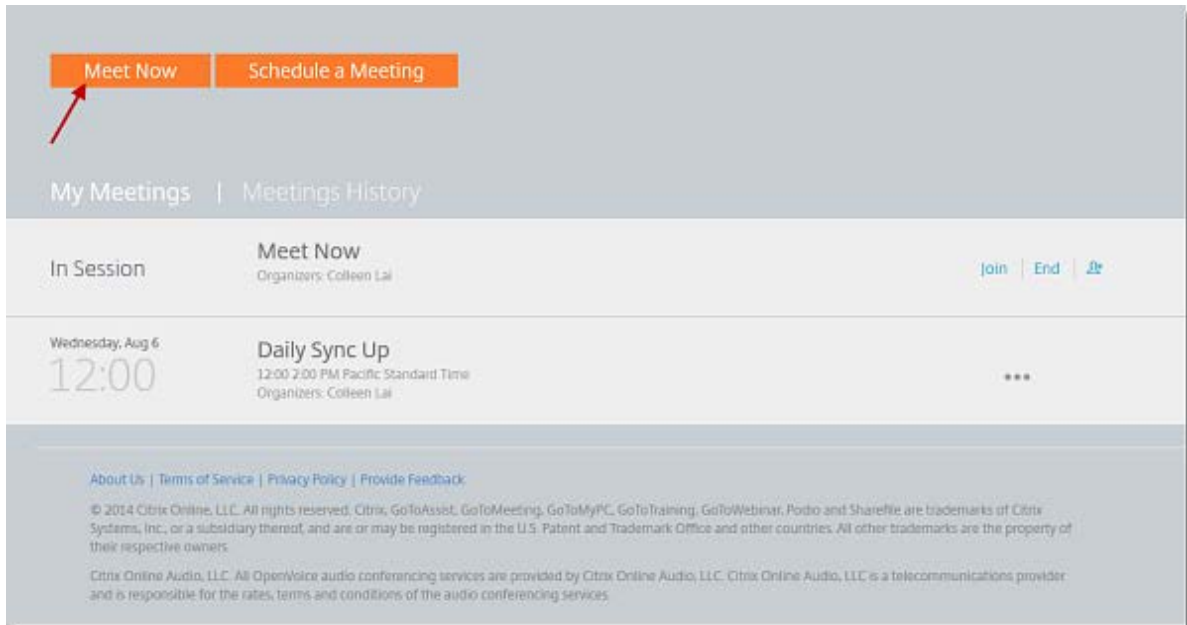 Meet Now
Schedule a Meeting
My Meetings | Meetings History
In Session
Meet Now
Organizers: Colleen Lai
Join | End
Wednesday, Aug 6
12:00
Daily Sync Up
12:00 2:00 PM Pacific Standard Time
Organizers: Colleen Lai
About Us | Terms of Service | Privacy Policy | Provide Feedback
© 2014 Citrix Online, LLC. All rights reserved. Citrix, GoToAssist, GoToMeeting, GoToMyPC, GoToTraining, GoToWebinar, Podio and ShareFile are trademarks of Citrix
Systems, Inc., or a subsidiary thereof, and are or may be registered in the U.S. Patent and Trademark Office and other countries. All other trademarks are the property of
their respective owners.
Citrix Online Audio, LLC. All OpenVoice audio conferencing services are provided by Citrix Online Audio, LLC. Citrix Online Audio, LLC is a telecommunications provider
and is responsible for the rates, terms and conditions of the audio conferencing services.